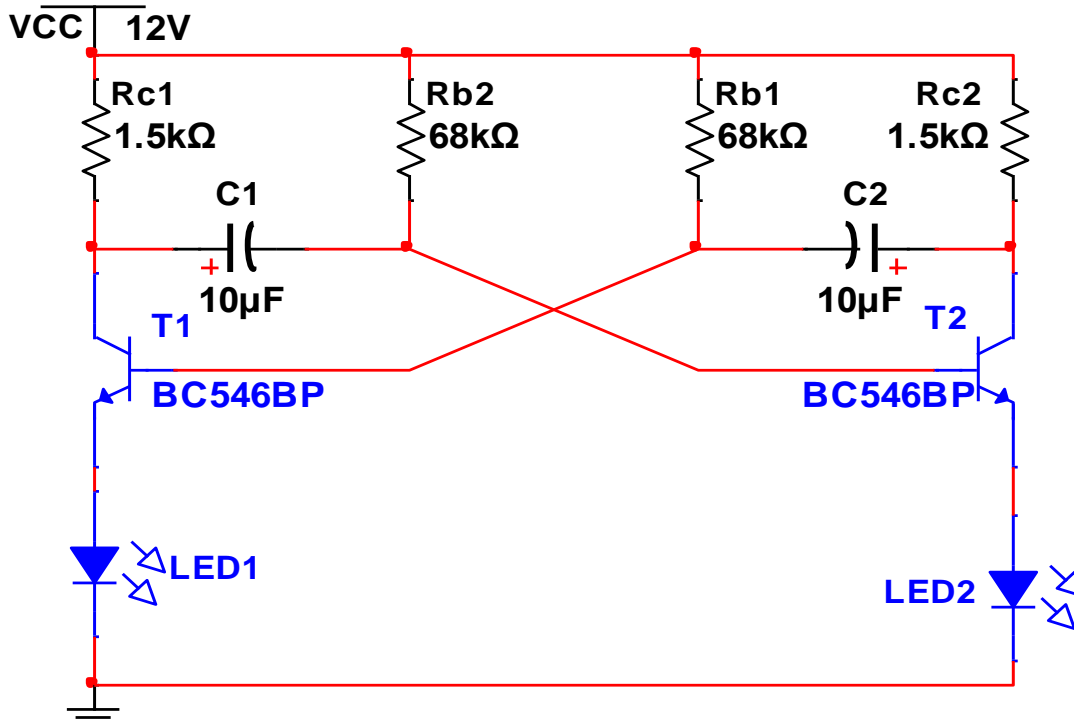 VCC 12V
Rc1
1.5kΩ
Rb2
68kΩ
Rb1
68kΩ
Rc2
1.5kΩ
C1
+
10µF
C2
+
10µF
T1
BC546BP
T2
BC546BP
LED1
LED2